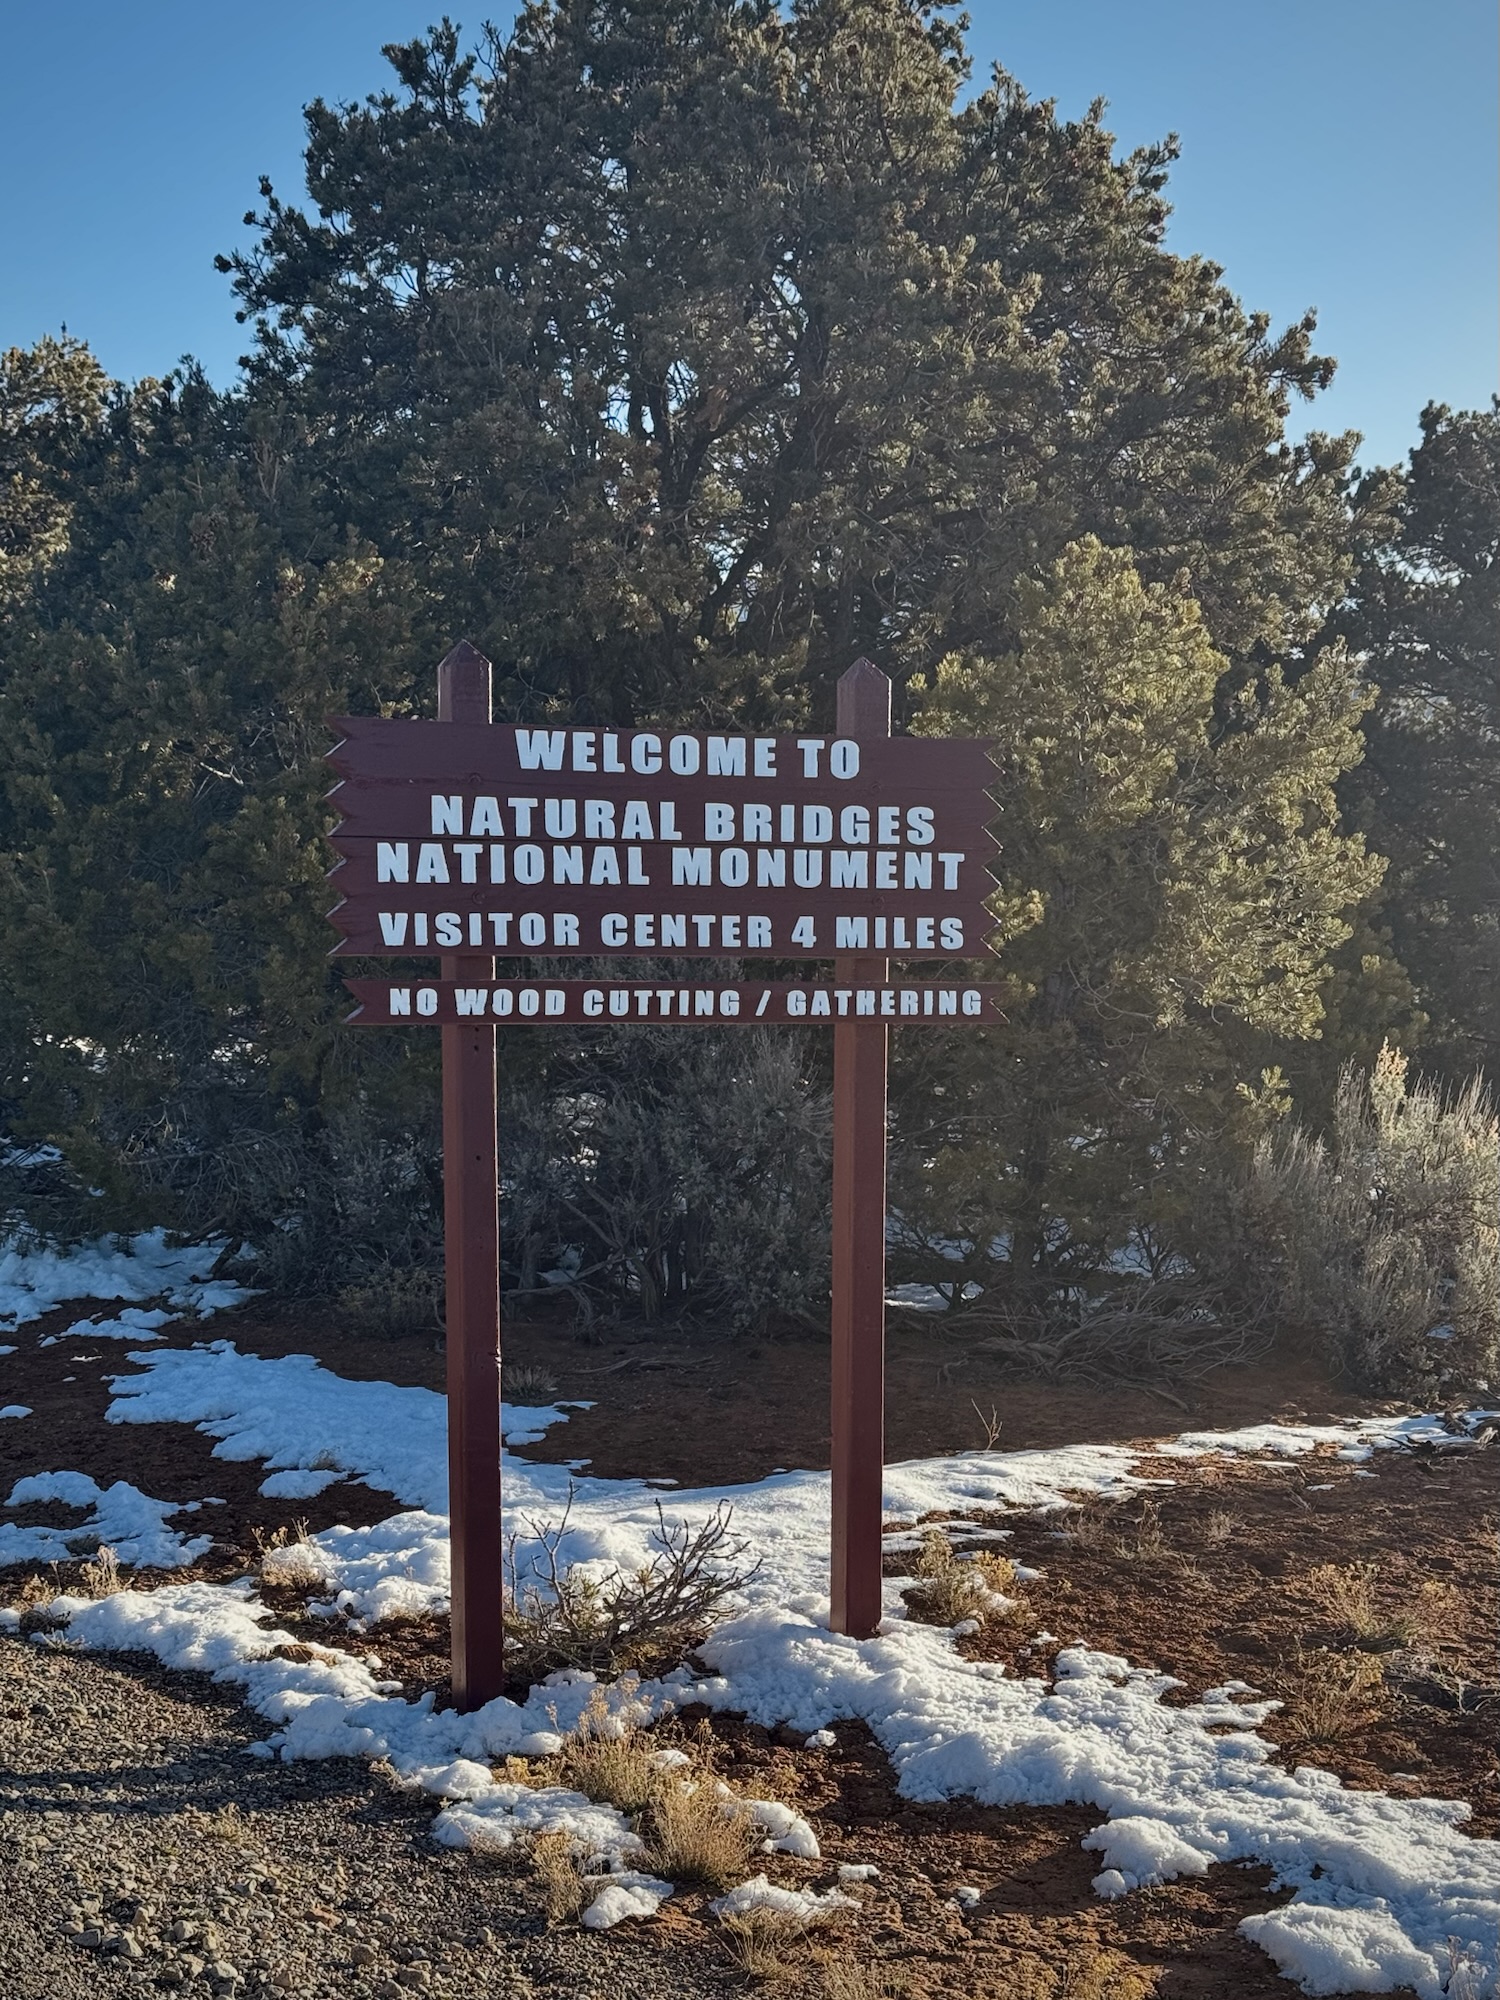 WELCOME TO
NATURAL BRIDGES
NATIONAL MONUMENT
VISITOR CENTER 4 MILES
NO WOOD CUTTING / GATHERING